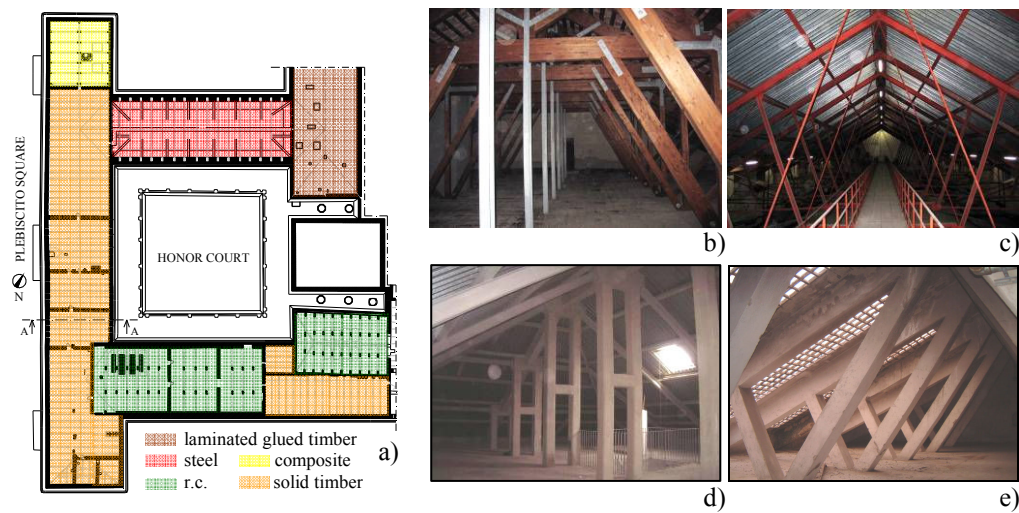 PLEBISCITO SQUARE
N
HONOR COURT
A
A
laminated glued timber
steel
composite
r.c.
solid timber
a)
b)
c)
d)
e)